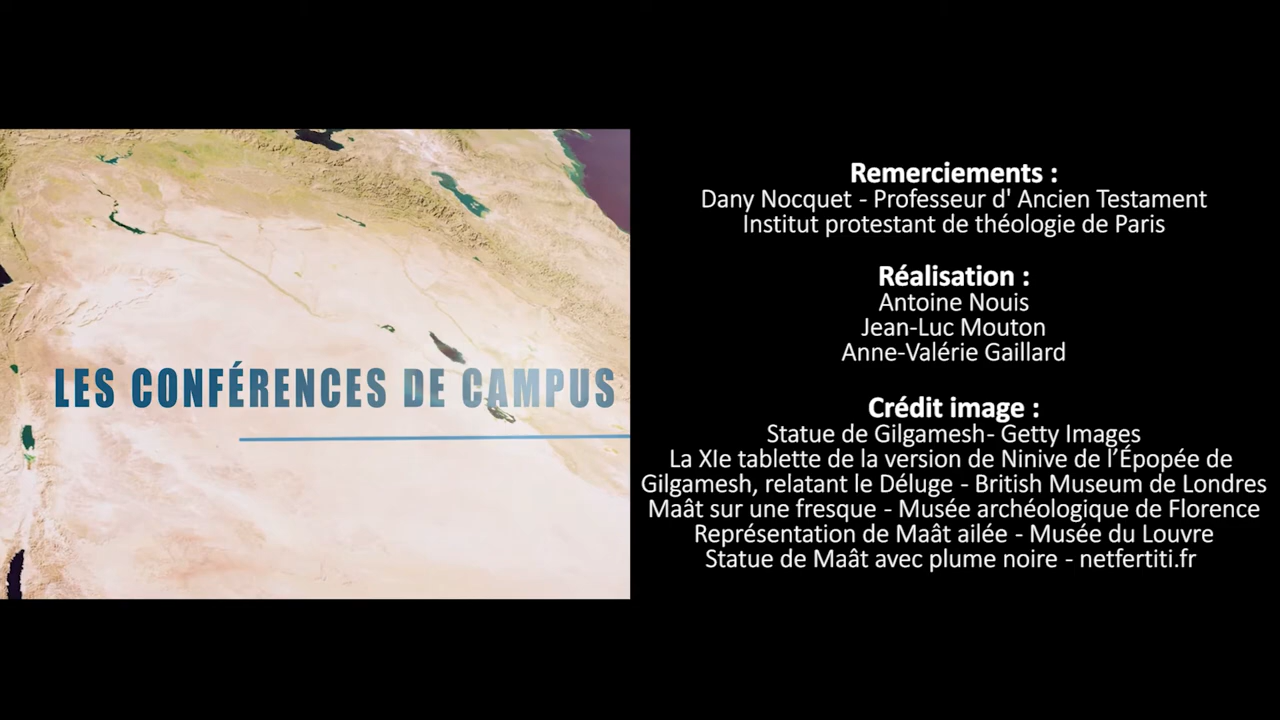 LES CONFÉRENCES DE CAMPUS
Remerciements :
Dany Nocquet - Professeur d' Ancien Testament
Institut protestant de théologie de Paris
Réalisation :
Antoine Nouis
Jean-Luc Mouton
Anne-Valérie Gaillard
Crédit image :
Statue de Gilgamesh- Getty Images
La XIe tablette de la version de Ninive de l’Épopée de
Gilgamesh, relatant le Déluge - British Museum de Londres
Maât sur une fresque - Musée archéologique de Florence
Représentation de Maât ailée - Musée du Louvre
Statue de Maât avec plume noire - netfertiti.fr